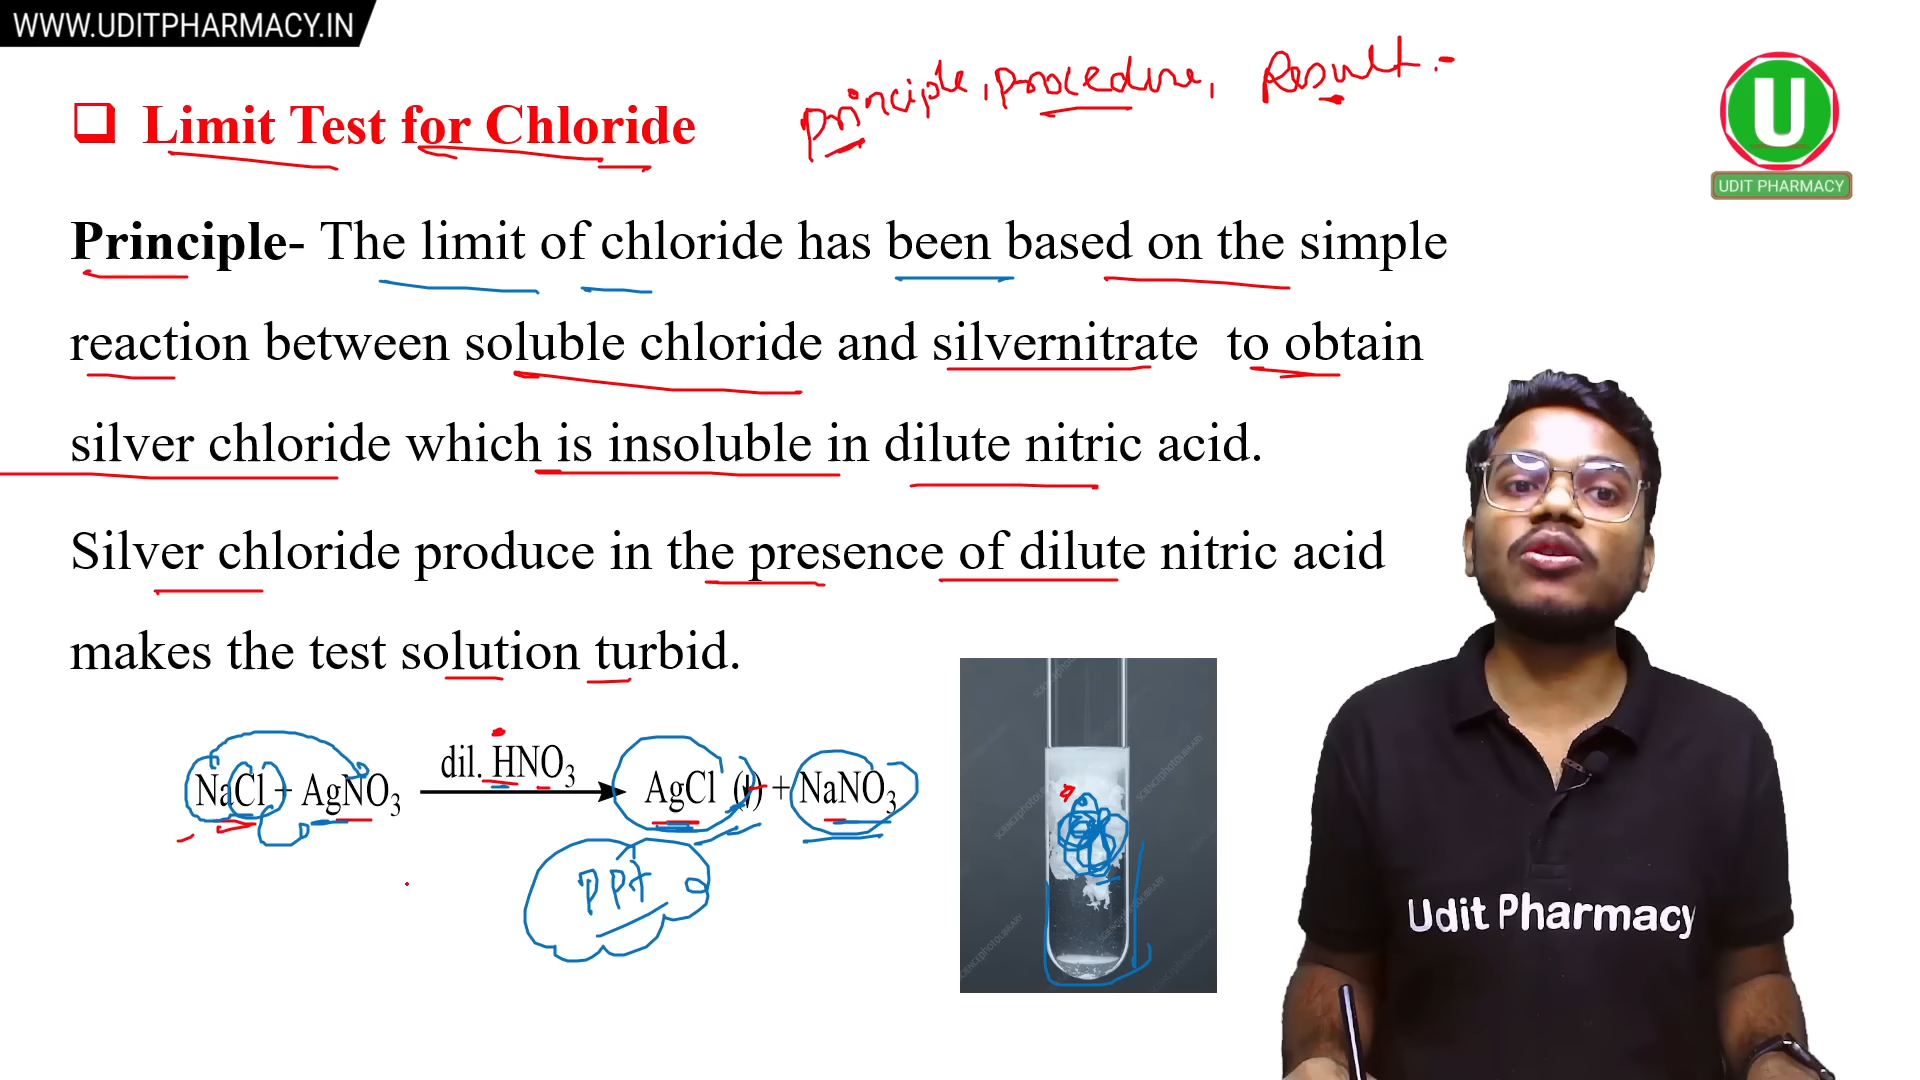 WWW.UDITPHARMACY.IN
principle, procedure, Result.-
Limit Test for Chloride
U
UDIT PHARMACY
Principle- The limit of chloride has been based on the simple
reaction between soluble chloride and silvernitrate to obtain
silver chloride which is insoluble in dilute nitric acid.
Silver chloride produce in the presence of dilute nitric acid
makes the test solution turbid.
NaCl + AgNO₃ dil. HNO₃ AgCl (↓) + NaNO₃
ppt
Udit Pharmacy